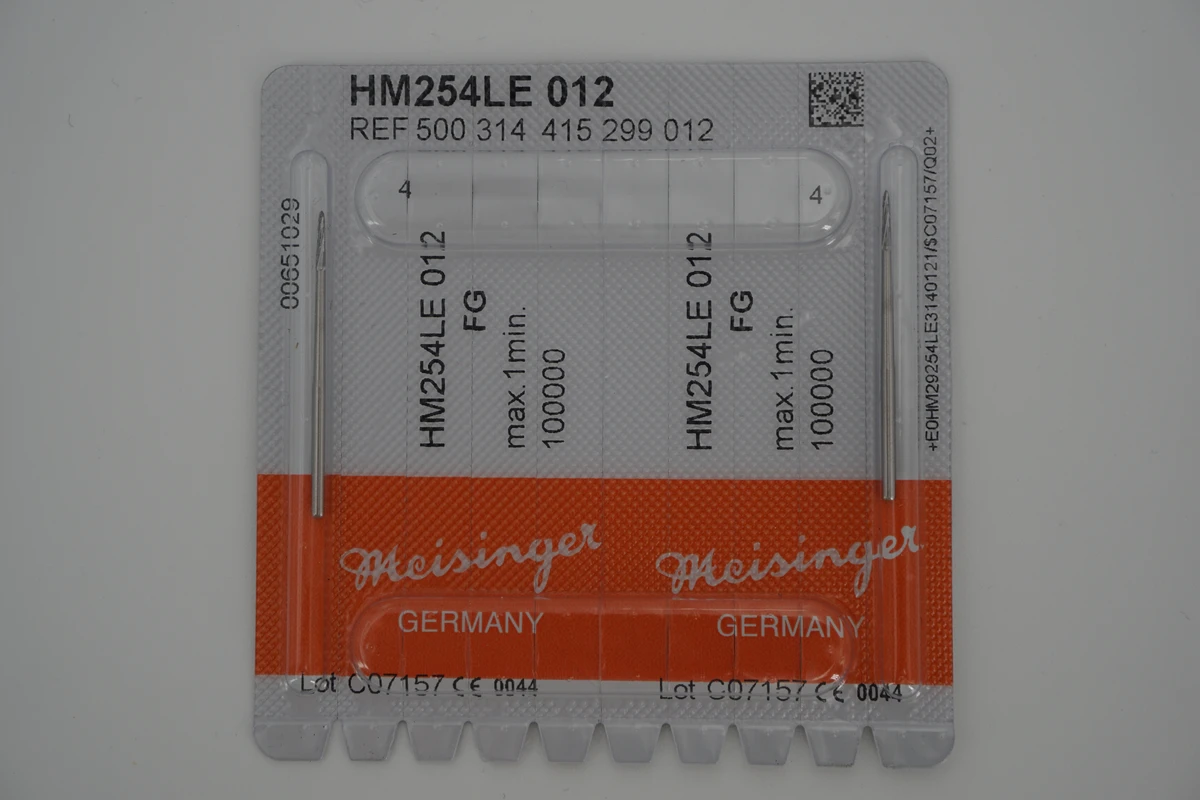 HM254LE 012
REF 500 314 415 299 012
4
4
00651029
HM254LE 012
FG
max.1min.
100000
HM254LE 012
FG
max.1min.
100000
+E0HM29254LE3140121/$C07157/Q02+
Meisinger
GERMANY
Meisinger
GERMANY
Lot C07157 CE 0044
Lot C07157 CE 0044